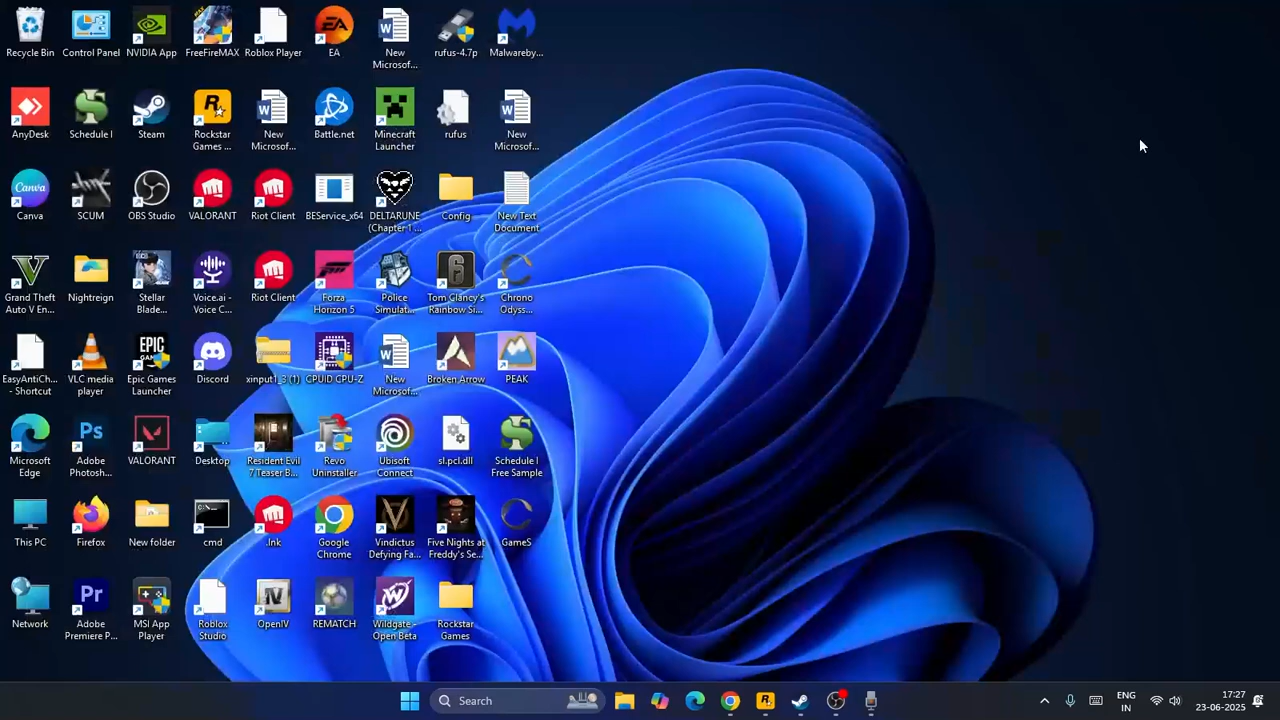 Recycle Bin
Control Panel
NVIDIA App
FreeFireMAX
Roblox Player
EA
New
Microsof...
rufus-4.7p
Malwareby...
AnyDesk
Schedule I
Steam
Rockstar
Games ...
New
Microsof...
Battle.net
Minecraft
Launcher
rufus
New
Microsof...
Canva
SCUM
OBS Studio
VALORANT
Riot Client
BEService_x64
DELTARUNE
(Chapter 1 ...
Config
New Text
Document
Grand Theft
Auto V En...
Nightreign
Stellar
Blade...
Voice.ai -
Voice C...
Riot Client
Forza
Horizon 5
Police
Simulat...
Tom Clancy's
Rainbow Si...
Chrono
Odyss...
EasyAntiCh...
- Shortcut
VLC media
player
Epic Games
Launcher
Discord
xinput1_3 (1)
CPUID CPU-Z
New
Microsof...
Broken Arrow
PEAK
Microsoft
Edge
Adobe
Photosh...
VALORANT
Desktop
Resident Evil
7 Teaser B...
Revo
Uninstaller
Ubisoft
Connect
sl.pcl.dll
Schedule I
Free Sample
This PC
Firefox
New folder
cmd
.lnk
Google
Chrome
Vindictus
Defying Fa...
Five Nights at
Freddy's Se...
GameS
Network
Adobe
Premiere P...
MSI App
Player
Roblox
Studio
OpenIV
REMATCH
Wildgate -
Open Beta
Rockstar
Games
Search
ENG
IN
17:27
23-06-2025